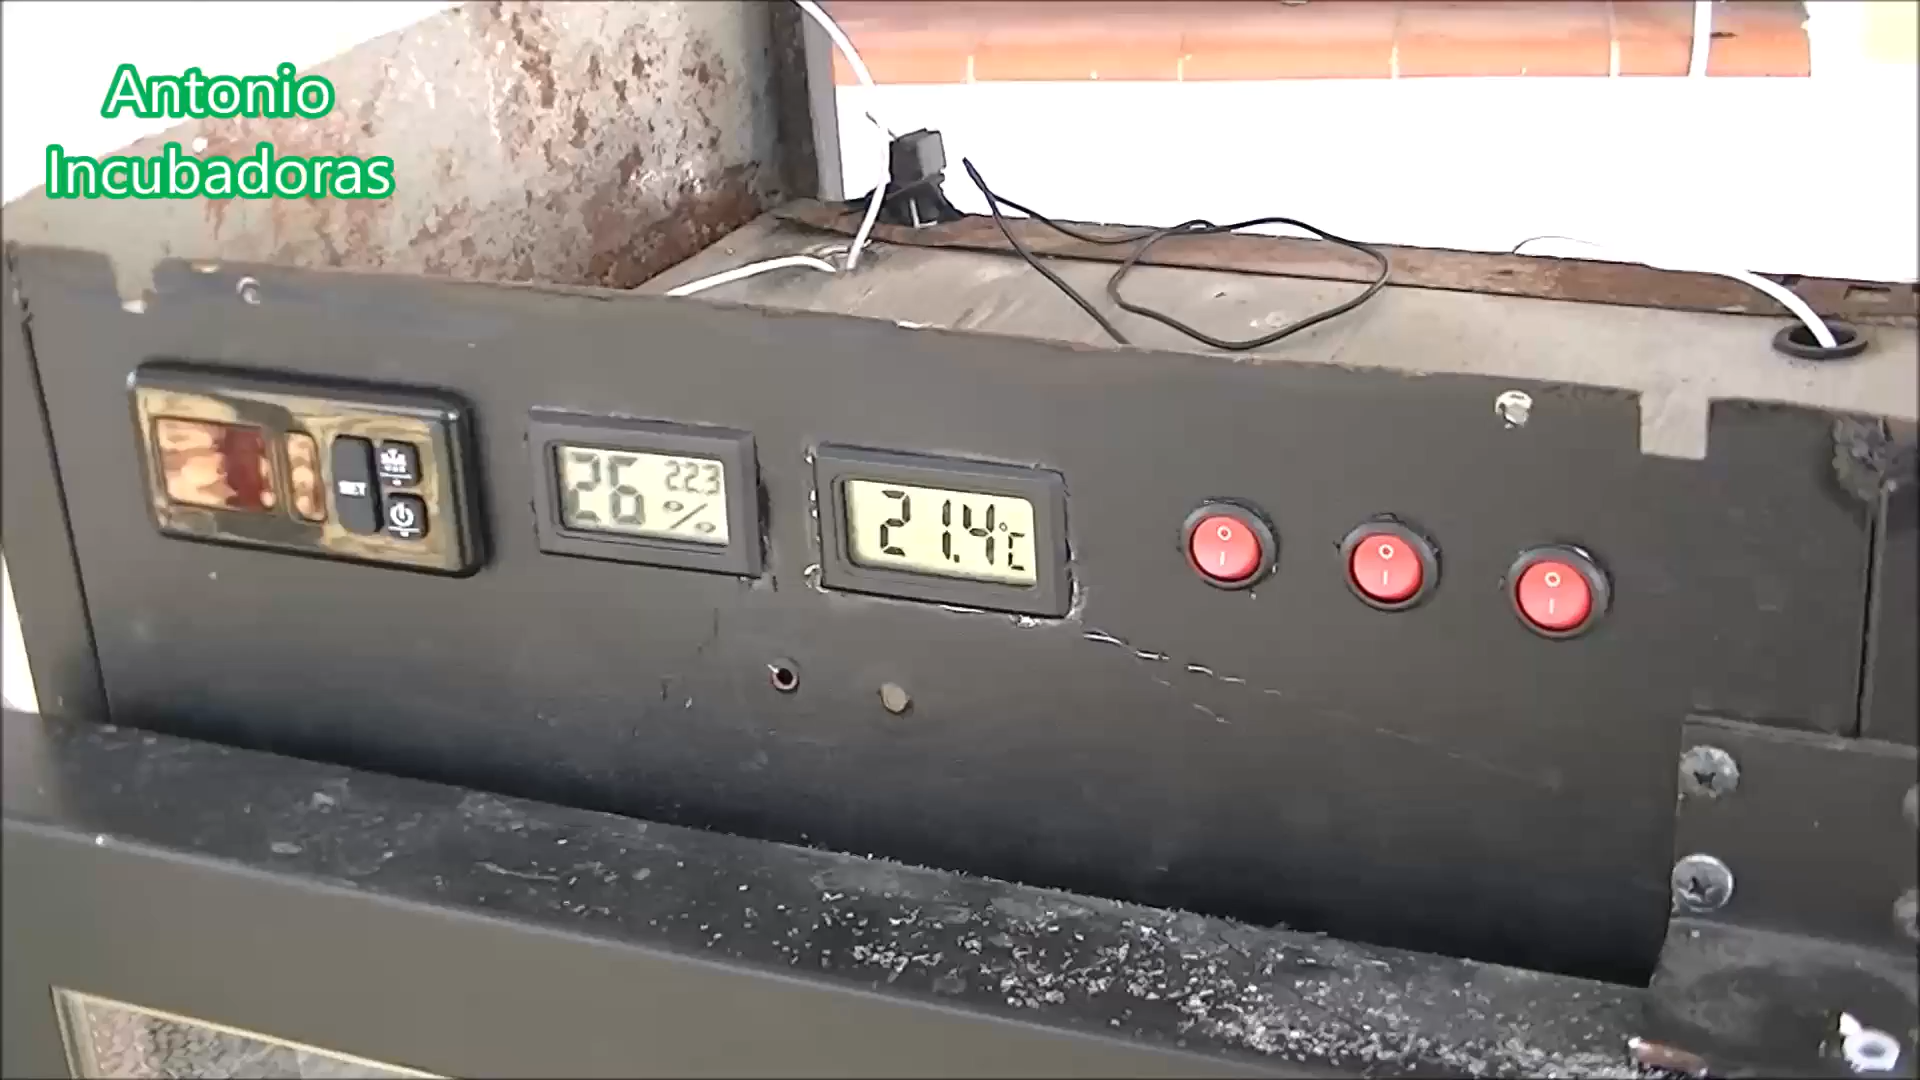 Antonio
Incubadoras
SET
26 22.3
%
21.4°C
O
I
O
I
O
I